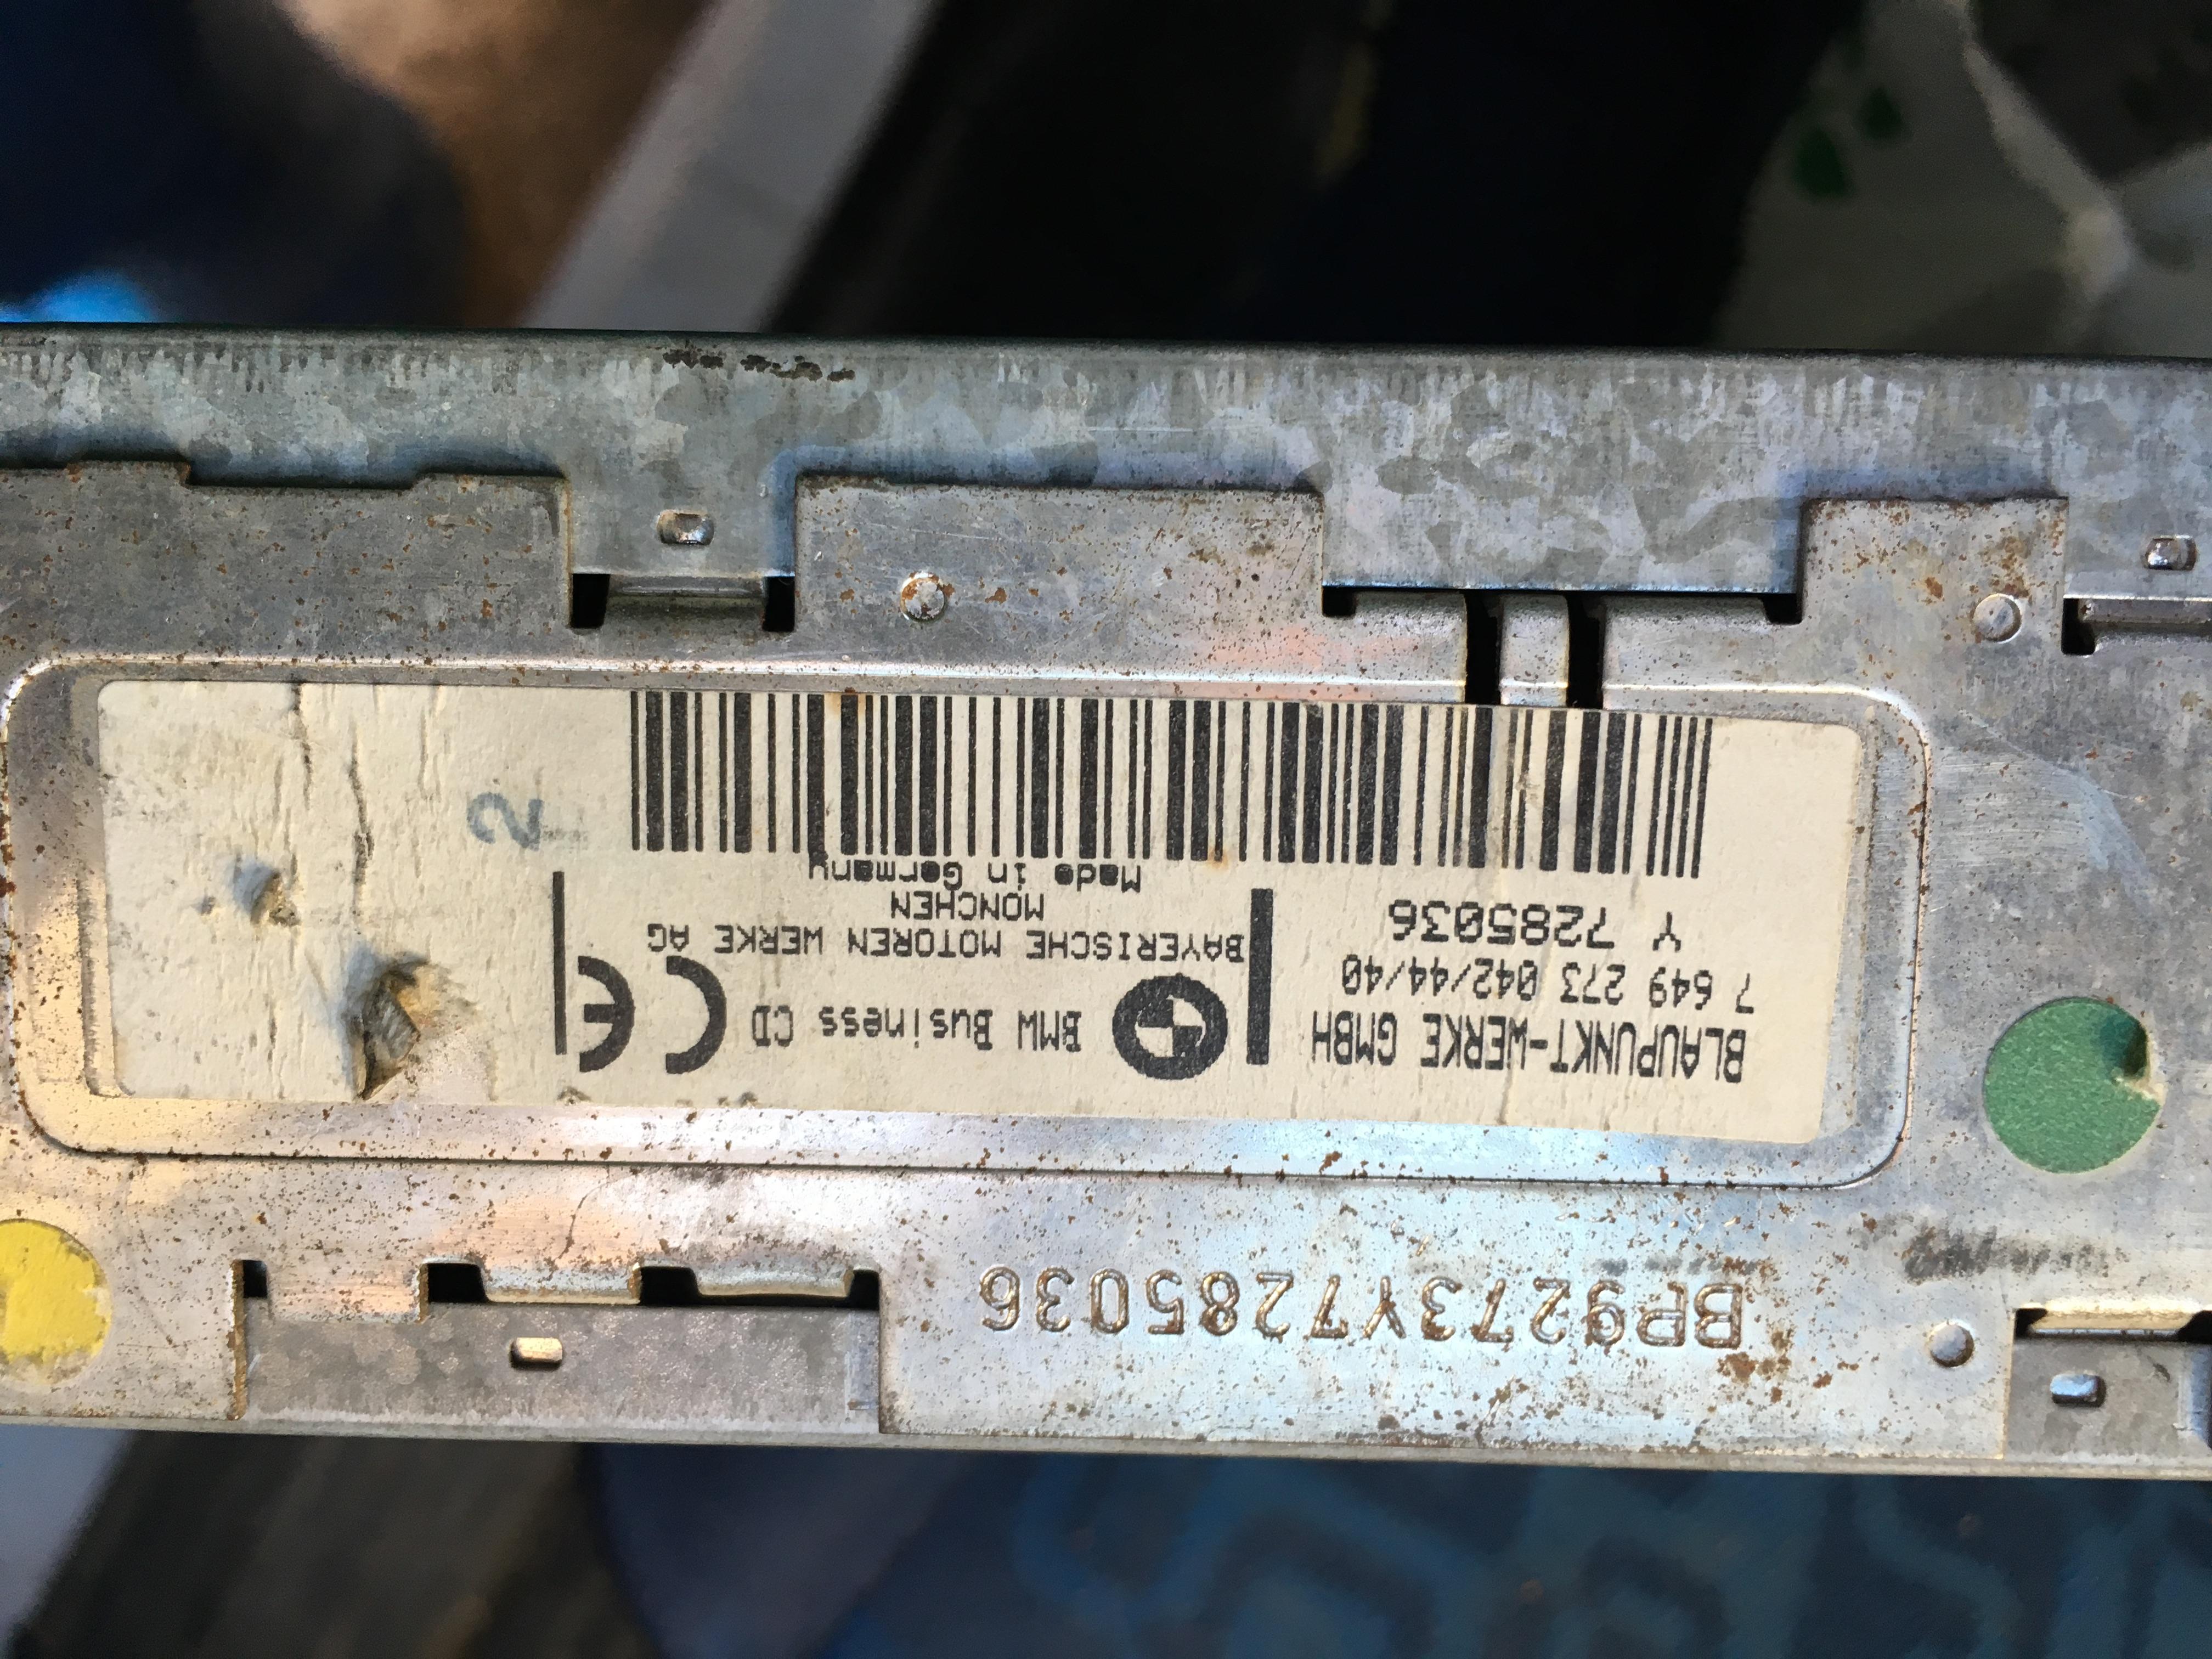 BLAUPUNKT-WERKE GMBH
7 649 273 042/44/40
Y 7285036
BMW Business CD
CE
BAYERISCHE MOTOREN WERKE AG
MÜNCHEN
Made in Germany
2
BP9273Y7285036